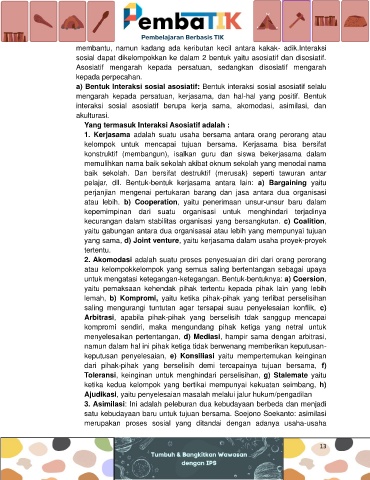 PembaTIK
Pembelajaran Berbasis TIK
membantu, namun kadang ada keributan kecil antara kakak- adik.Interaksi
sosial dapat dikelompokkan ke dalam 2 bentuk yaitu asosiatif dan disosiatif.
Asosiatif mengarah kepada persatuan, sedangkan disosiatif mengarah
kepada perpecahan.
a) Bentuk Interaksi sosial asosiatif: Bentuk interaksi sosial asosiatif selalu
mengarah kepada persatuan, kerjasama, dan hal-hal yang positif. Bentuk
interaksi sosial asosiatif berupa kerja sama, akomodasi, asimilasi, dan
akulturasi.
Yang termasuk Interaksi Asosiatif adalah :
1. Kerjasama adalah suatu usaha bersama antara orang perorang atau
kelompok untuk mencapai tujuan bersama. Kerjasama bisa bersifat
konstruktif (membangun), isalkan guru dan siswa bekerjasama dalam
memulihkan nama baik sekolah akibat oknum sekolah yang menodai nama
baik sekolah. Dan bersifat destruktif (merusak) seperti tawuran antar
pelajar, dll. Bentuk-bentuk kerjasama antara lain: a) Bargaining yaitu
perjanjian mengenai pertukaran barang dan jasa antara dua organisasi
atau lebih. b) Cooperation, yaitu penerimaan unsur-unsur baru dalam
kepemimpinan dari suatu organisasi untuk menghindari terjadinya
kecurangan dalam stabilitas organisasi yang bersangkutan. c) Coalition,
yaitu gabungan antara dua organisasai atau lebih yang mempunyai tujuan
yang sama, d) Joint venture, yaitu kerjasama dalam usaha proyek-proyek
tertentu.
2. Akomodasi adalah suatu proses penyesuaian diri dari orang perorang
atau kelompokkelompok yang semua saling bertentangan sebagai upaya
untuk mengatasi ketegangan-ketegangan. Bentuk-bentuknya: a) Coersion,
yaitu pemaksaan kehendak pihak tertentu kepada pihak lain yang lebih
lemah, b) Kompromi, yaitu ketika pihak-pihak yang terlibat perselisihan
saling mengurangi tuntutan agar tersapai suau penyelesaian konflik, c)
Arbitrasi, apabila pihak-pihak yang berselisih tidak sanggup mencapai
kompromi sendiri, maka mengundang pihak ketiga yang netral untuk
menyelesaikan pertentangan, d) Mediasi, hampir sama dengan arbitrasi,
namun dalam hal ini pihak ketiga tidak berwenang memberikan keputusan-
keputusan penyelesaian, e) Konsiliasi yaitu mempertemukan keinginan
dari pihak-pihak yang berselisih demi tercapainya tujuan bersama, f)
Toleransi, keinginan untuk menghindari perselisihan, g) Stalemate yaitu
ketika kedua kelompok yang bertikai mempunyai kekuatan seimbang, h)
Ajudikasi, yaitu penyelesaian masalah melalui jalur hukum/pengadilan
3. Asimilasi: Ini adalah peleburan dua kebudayaan berbeda dan menjadi
satu kebudayaan baru untuk tujuan bersama. Soejono Soekanto: asimilasi
merupakan proses sosial yang ditandai dengan adanya usaha-usaha
13
Tumbuh & Bangkitkan Wawasan
dengan IPS